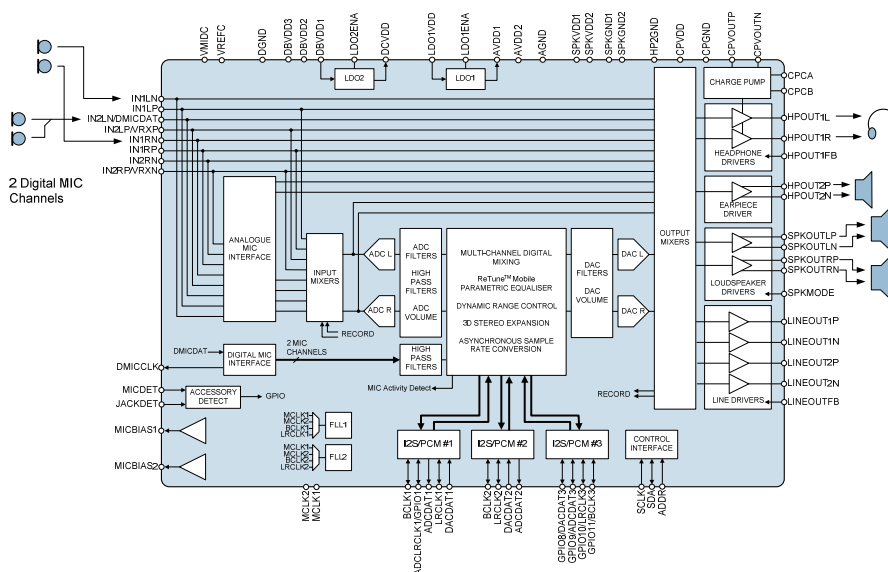 VMIDC
VREFC
DGND
DBVDD3
DBVDD2
DBVDD1
LDO2ENA
DCVDD
LDO1VDD
LDO1ENA
AVDD1
AVDD2
AGND
SPKVDD1
SPKVDD2
SPKGND1
SPKGND2
HP2GND
CPVDD
CPGND
CPVOUTP
CPVOUTN
LDO2
LDO1
CHARGE PUMP
CPCA
CPCB
IN1LN
IN1LP
IN2LN/DMICDAT
IN2LP/VRXP
IN1RN
IN1RP
IN2RN
IN2RP/VRXN
2 Digital MIC
Channels
HPOUT1L
HPOUT1R
HEADPHONE
DRIVERS
HPOUT1FB
HPOUT2P
HPOUT2N
EARPIECE
DRIVER
SPKOUTLP
SPKOUTLN
SPKOUTRP
SPKOUTRN
LOUDSPEAKER
DRIVERS
SPKMODE
ANALOGUE
MIC
INTERFACE
INPUT
MIXERS
ADC L
ADC R
ADC
FILTERS
HIGH
PASS
FILTERS
ADC
VOLUME
MULTI-CHANNEL DIGITAL
MIXING
ReTune™ Mobile
PARAMETRIC EQUALISER
DYNAMIC RANGE CONTROL
3D STEREO EXPANSION
ASYNCHRONOUS SAMPLE
RATE CONVERSION
DAC
FILTERS
DAC
VOLUME
DAC L
DAC R
OUTPUT
MIXERS
RECORD
LINEOUT1P
LINEOUT1N
LINEOUT2P
LINEOUT2N
LINE DRIVERS
LINEOUTFB
DMICDAT
DIGITAL MIC
INTERFACE
2 MIC
CHANNELS
HIGH
PASS
FILTERS
MIC Activity Detect
RECORD
DMICCLK
MICDET
JACKDET
ACCESSORY
DETECT
GPIO
MICBIAS1
MICBIAS2
MCLK1
MCLK2
BCLK1
LRCLK1
FLL1
MCLK1
MCLK2
BCLK2
LRCLK2
FLL2
I2S/PCM #1
I2S/PCM #2
I2S/PCM #3
CONTROL
INTERFACE
MCLK2
MCLK1
BCLK1
ADCLRCLK1/GPIO1
ADCDAT1
LRCLK1
DACDAT1
BCLK2
LRCLK2
DACDAT2
ADCDAT2
GPIO8/DACDAT3
GPIO9/ADCDAT3
GPIO10/LRCLK3
GPIO11/BCLK3
SCLK
SDA
ADDR